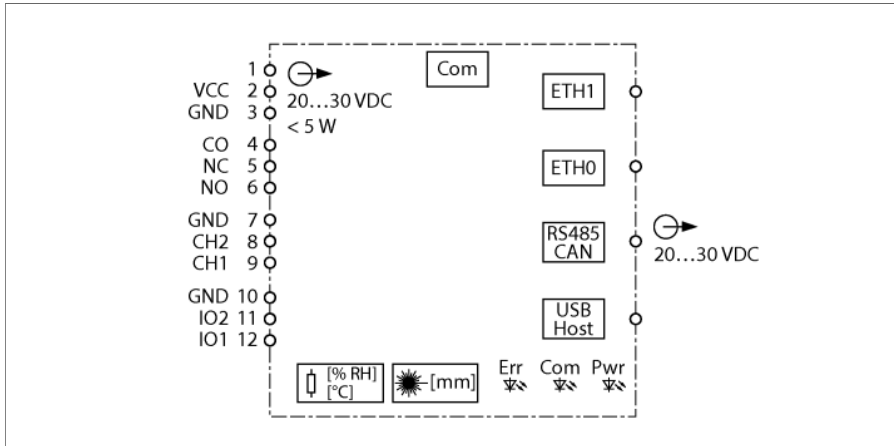 1
VCC 2
GND 3
20...30 VDC
< 5 W
CO 4
NC 5
NO 6
GND 7
CH2 8
CH1 9
GND 10
IO2 11
IO1 12
Com
ETH1
ETH0
RS485
CAN
20...30 VDC
USB
Host
[% RH]
[°C]
[mm]
Err Com Pwr